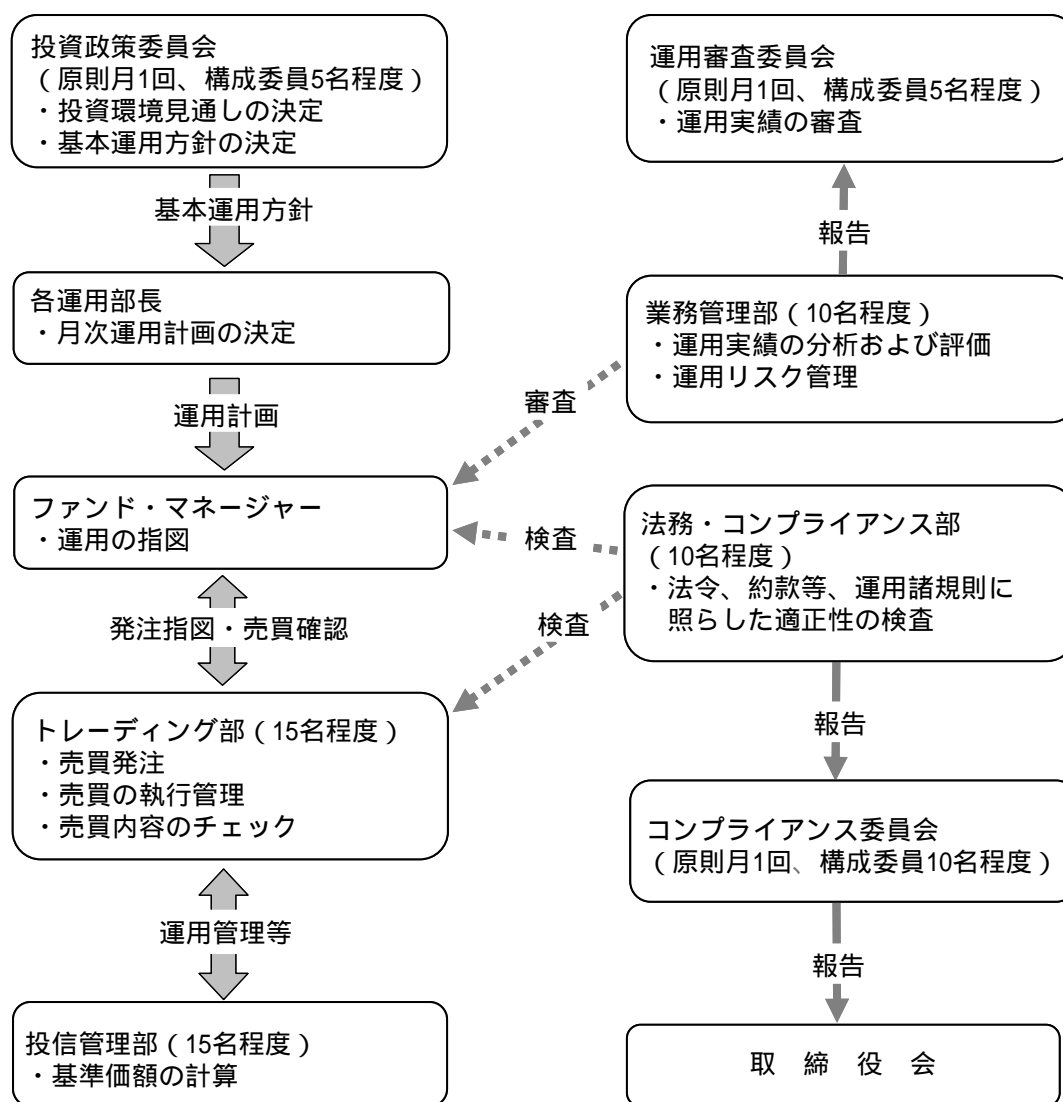 投資政策委員会
（原則月1回、構成委員5名程度）
・投資環境見通しの決定
・基本運用方針の決定
基本運用方針
各運用部長
・月次運用計画の決定
運用計画
ファンド・マネージャー
・運用の指図
発注指図・売買確認
トレーディング部（15名程度）
・売買発注
・売買の執行管理
・売買内容のチェック
運用管理等
投信管理部（15名程度）
・基準価額の計算
運用審査委員会
（原則月1回、構成委員5名程度）
・運用実績の審査
報告
業務管理部（10名程度）
・運用実績の分析および評価
・運用リスク管理
審査
法務・コンプライアンス部
（10名程度）
・法令、約款等、運用諸規則に
照らした適正性の検査
検査
検査
報告
コンプライアンス委員会
（原則月1回、構成委員10名程度）
報告
取　締　役　会